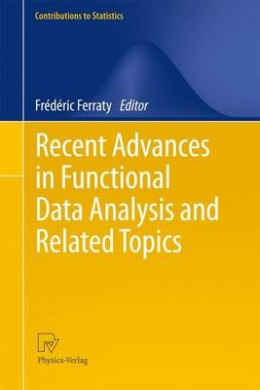 Contributions to Statistics
Frédéric Ferraty Editor
Recent Advances
in Functional
Data Analysis and
Related Topics
Physica-Verlag